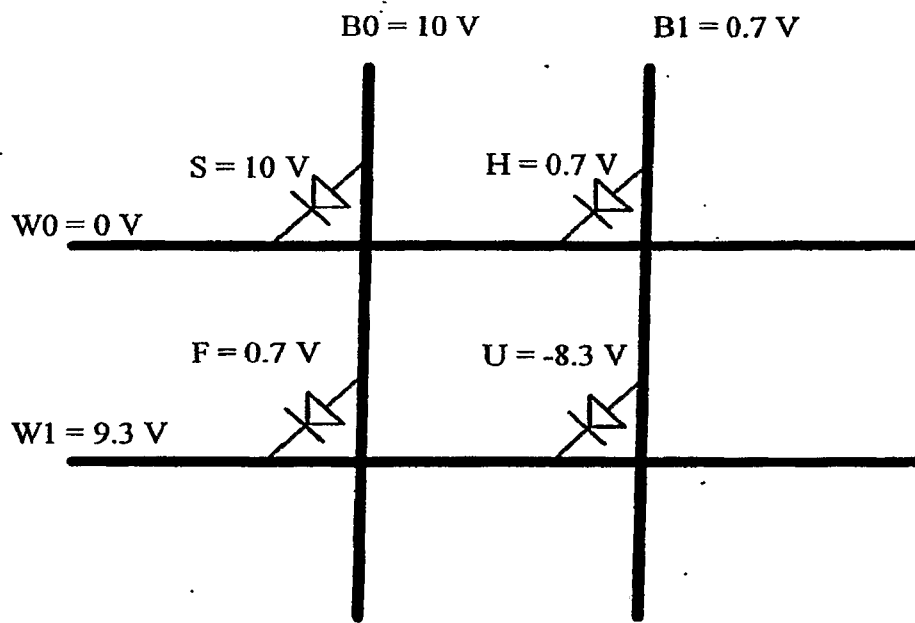 B0 = 10 V
B1 = 0.7 V
S = 10 V
H = 0.7 V
W0 = 0 V
F = 0.7 V
U = -8.3 V
W1 = 9.3 V